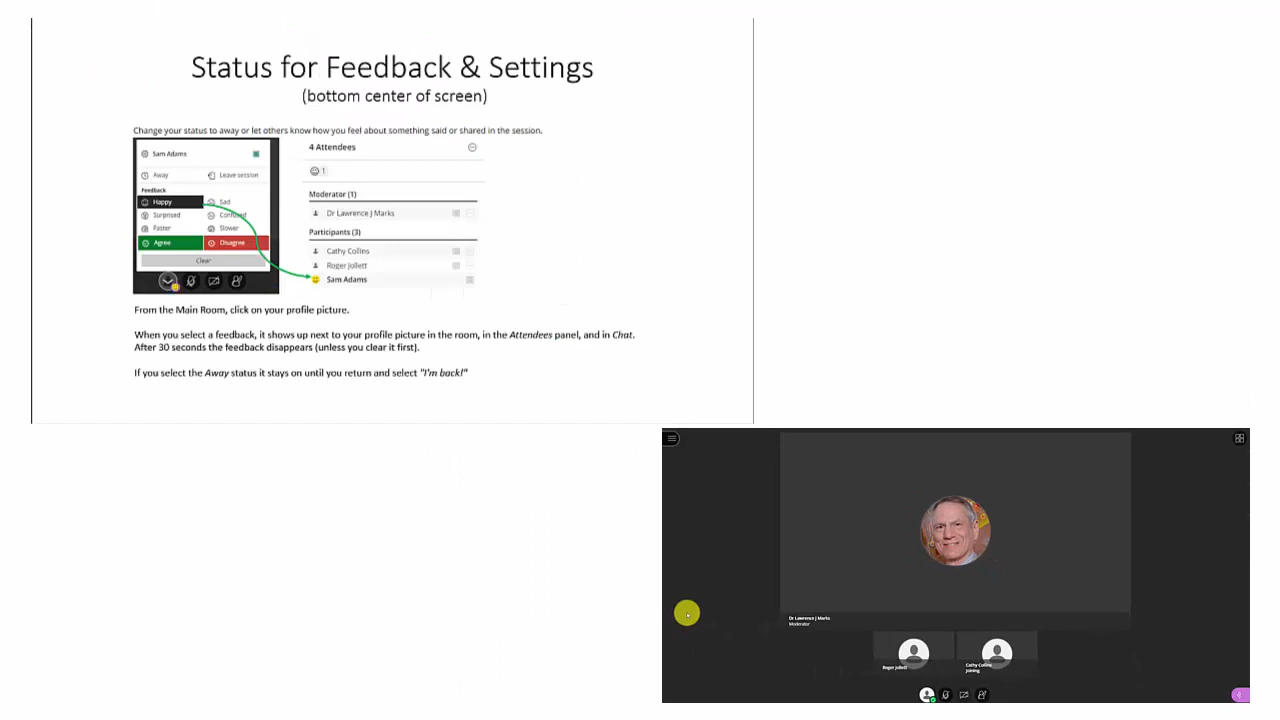 Status for Feedback & Settings
(bottom center of screen)
Change your status to away or let others know how you feel about something said or shared in the session.
Sam Adams
Away
Leave session
Feedback
Happy
Sad
Surprised
Confused
Faster
Slower
Agree
Disagree
Clear
4 Attendees
1
Moderator (1)
Dr Lawrence J Marks
Participants (3)
Cathy Collins
Roger Jollett
Sam Adams
From the Main Room, click on your profile picture.
When you select a feedback, it shows up next to your profile picture in the room, in the Attendees panel, and in Chat.
After 30 seconds the feedback disappears (unless you clear it first).
If you select the Away status it stays on until you return and select "I'm back!"
Dr Lawrence J Marks
Moderator
Roger Jollett
Cathy Collins
Joining